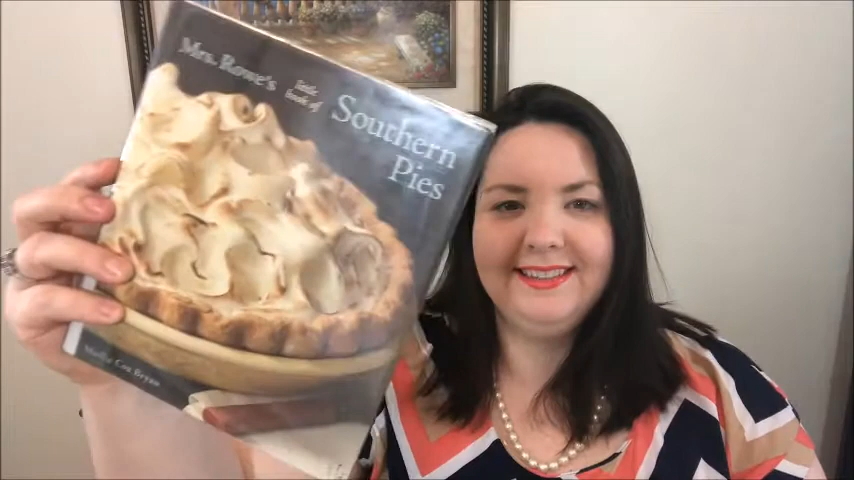 Mrs. Rowe's
little
book of
Southern
Pies
Mollie Cox Bryan